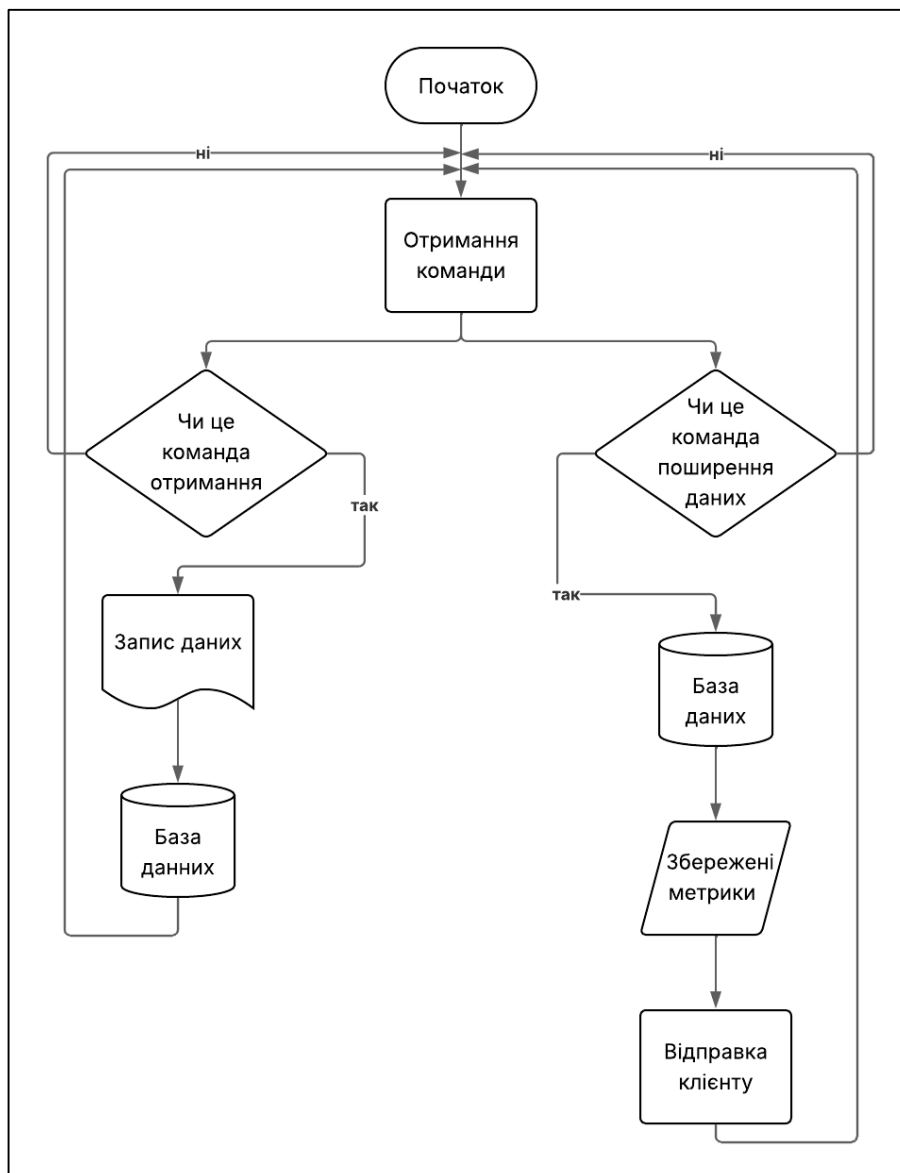 Початок
ні
ні
Отримання
команди
Чи це
команда
отримання
Чи це
команда
поширення
даних
так
так
Запис даних
База
даних
База
данних
Збережені
метрики
Відправка
клієнту